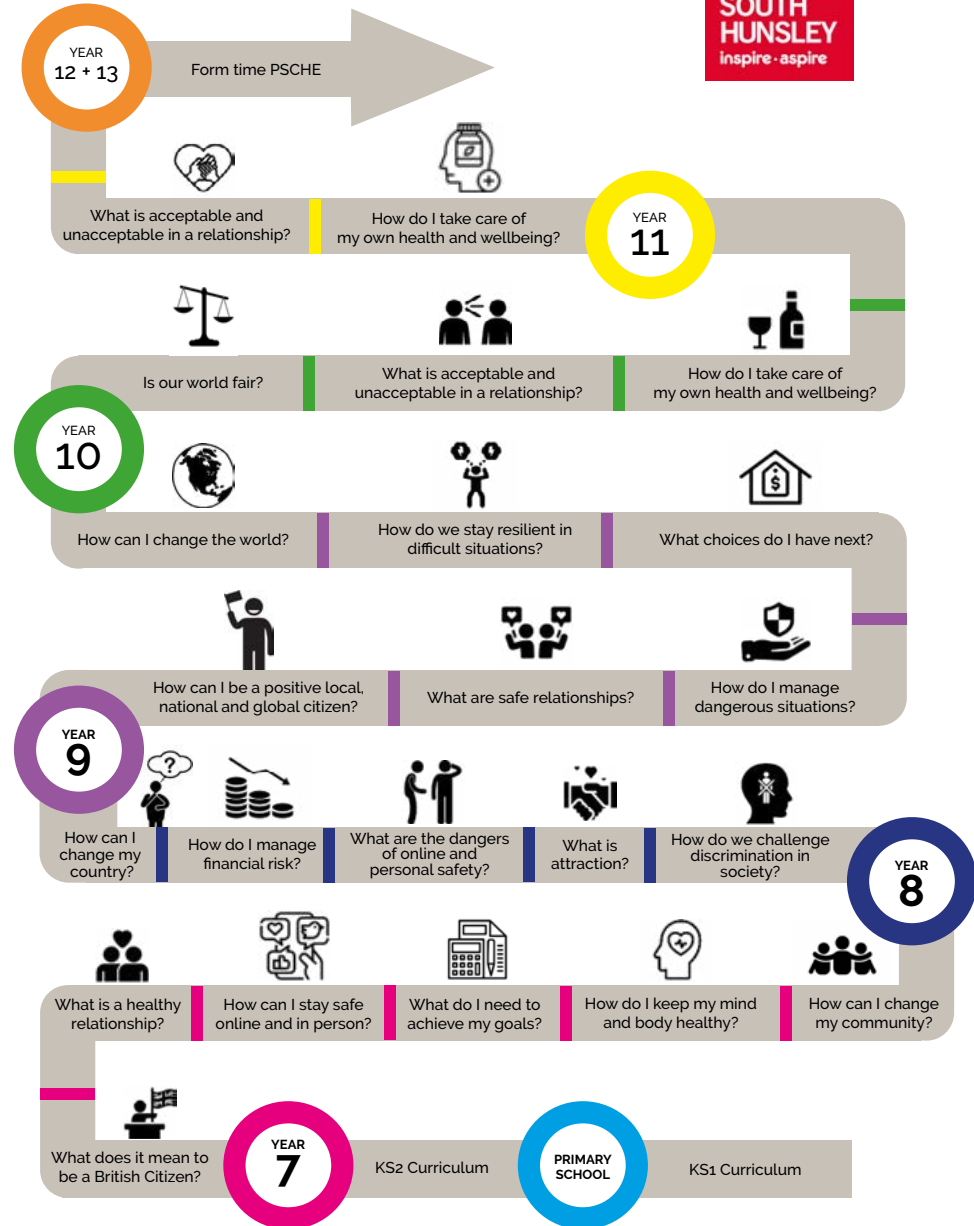 SOUTH
HUNSLEY
inspire·aspire
YEAR
12 + 13
Form time PSCHE
What is acceptable and
unacceptable in a relationship?
How do I take care of
my own health and wellbeing?
YEAR
11
Is our world fair?
What is acceptable and
unacceptable in a relationship?
How do I take care of
my own health and wellbeing?
YEAR
10
How can I change the world?
How do we stay resilient in
difficult situations?
What choices do I have next?
$
How can I be a positive local,
national and global citizen?
What are safe relationships?
How do I manage
dangerous situations?
YEAR
9
?
How can I
change my
country?
How do I manage
financial risk?
What are the dangers
of online and
personal safety?
What is
attraction?
How do we challenge
discrimination in
society?
YEAR
8
What is a healthy
relationship?
How can I stay safe
online and in person?
What do I need to
achieve my goals?
How do I keep my mind
and body healthy?
How can I change
my community?
What does it mean to
be a British Citizen?
YEAR
7
KS2 Curriculum
PRIMARY
SCHOOL
KS1 Curriculum